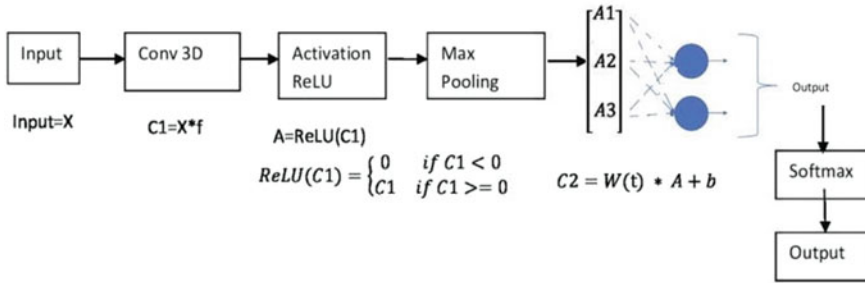 Input
Conv 3D
Activation
ReLU
Max
Pooling
A1
A2
A3
Output
Input=X
C1=X*f
A=ReLU(C1)
ReLU(C1) = { 0 if C1 < 0
C1 if C1 >= 0
C2 = W(t) * A + b
Softmax
Output